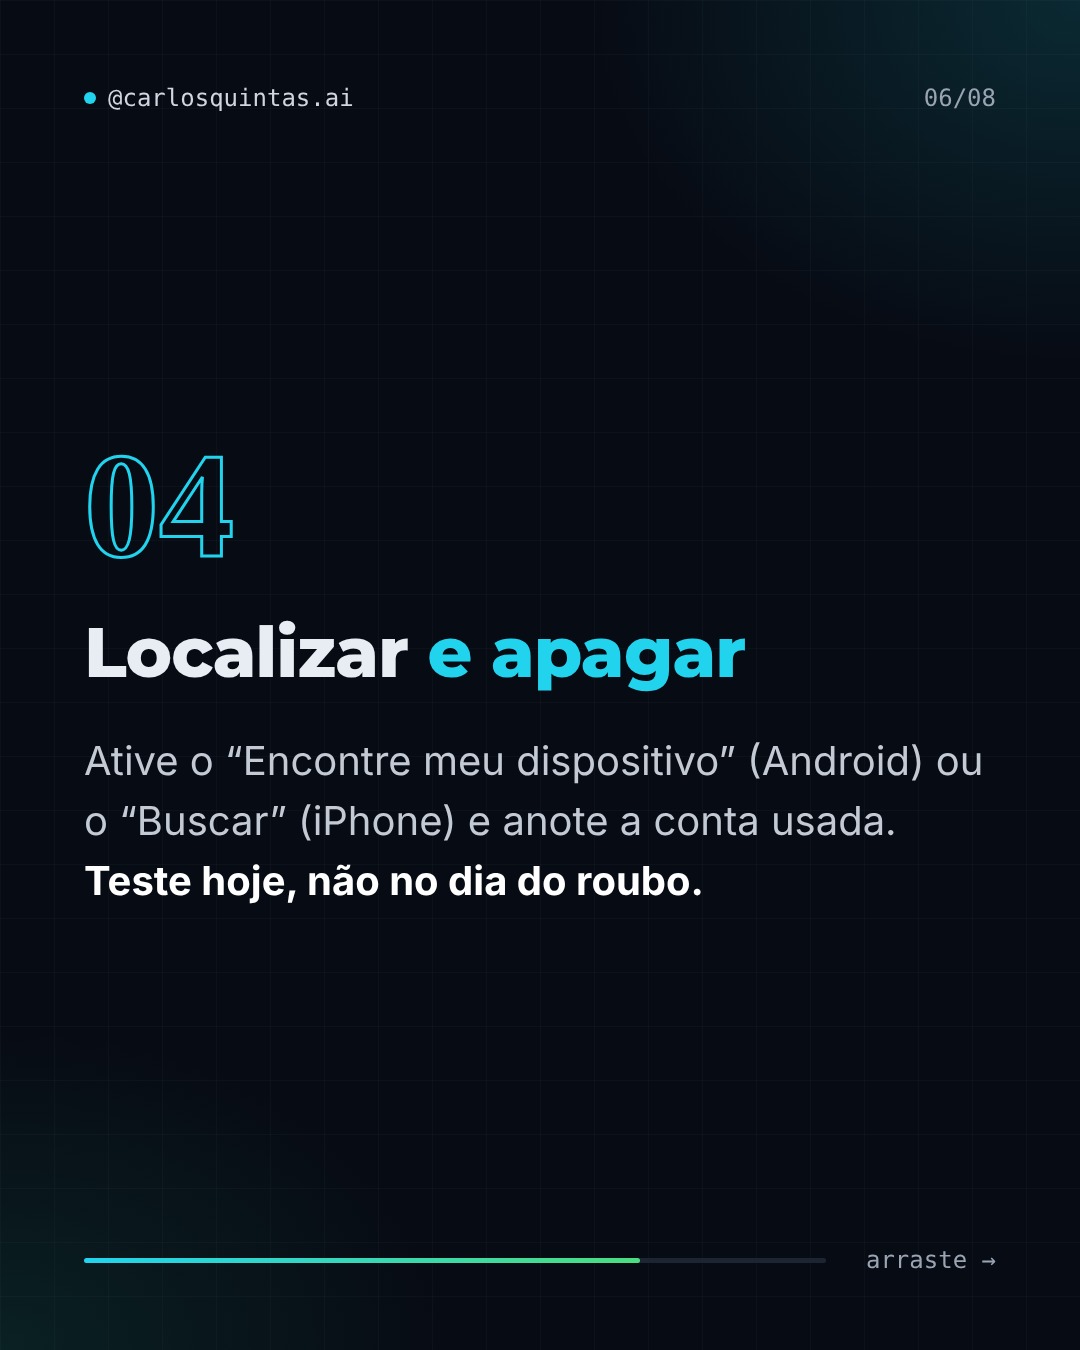 @carlosquintas.ai
06/08
04
Localizar e apagar
Ative o “Encontre meu dispositivo” (Android) ou
o “Buscar” (iPhone) e anote a conta usada.
Teste hoje, não no dia do roubo.
arraste →